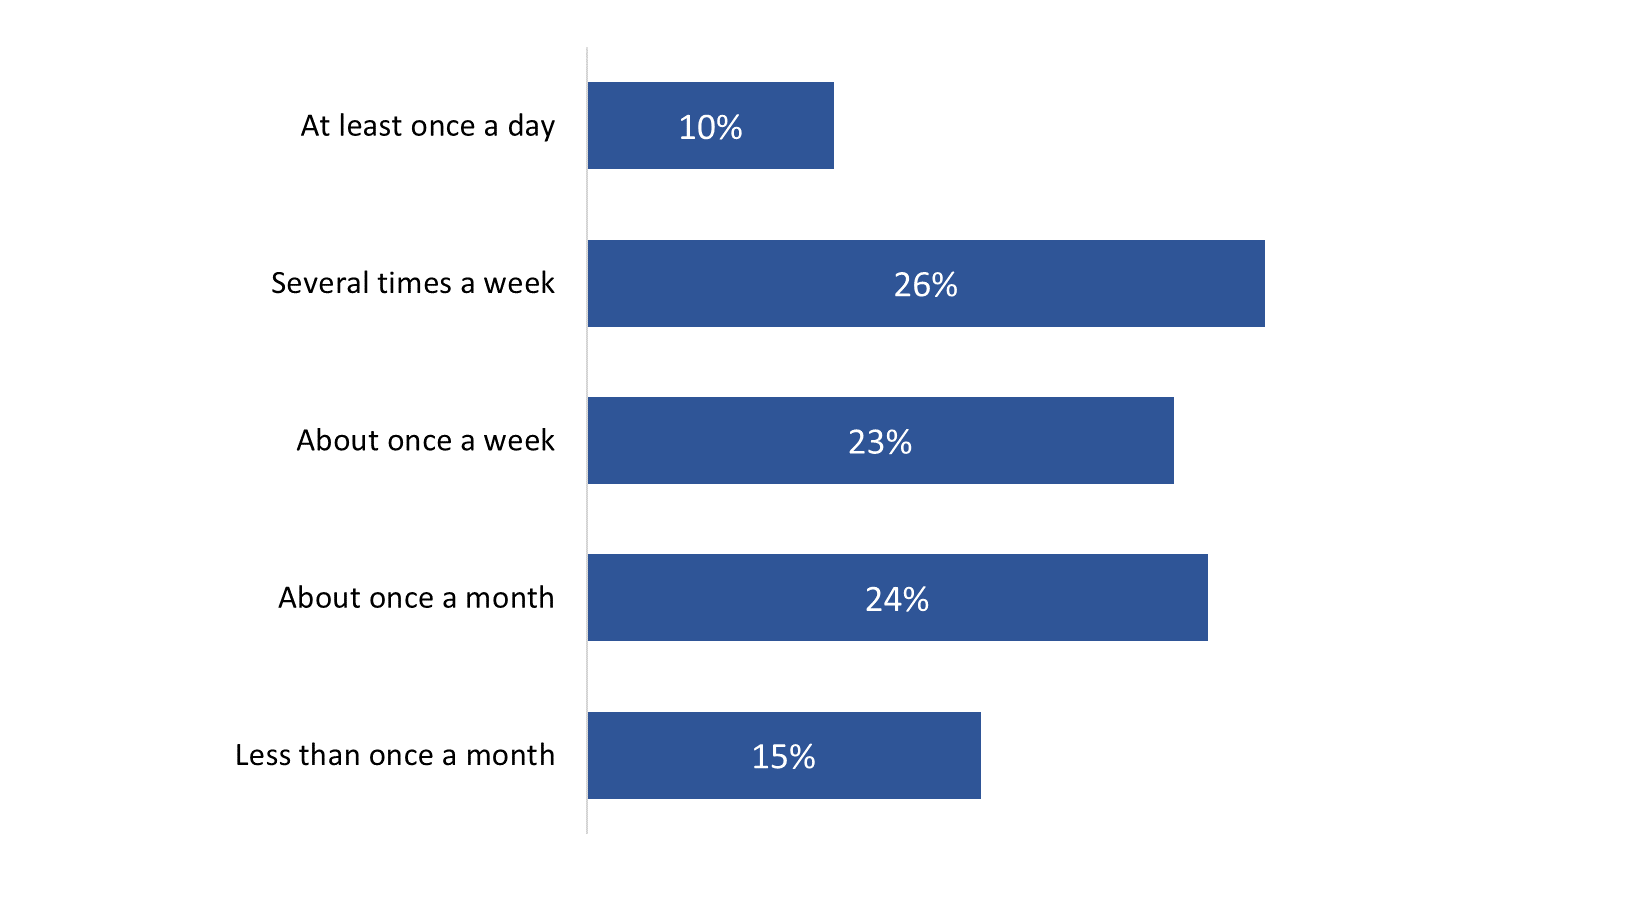 At least once a day 10%
Several times a week 26%
About once a week 23%
About once a month 24%
Less than once a month 15%